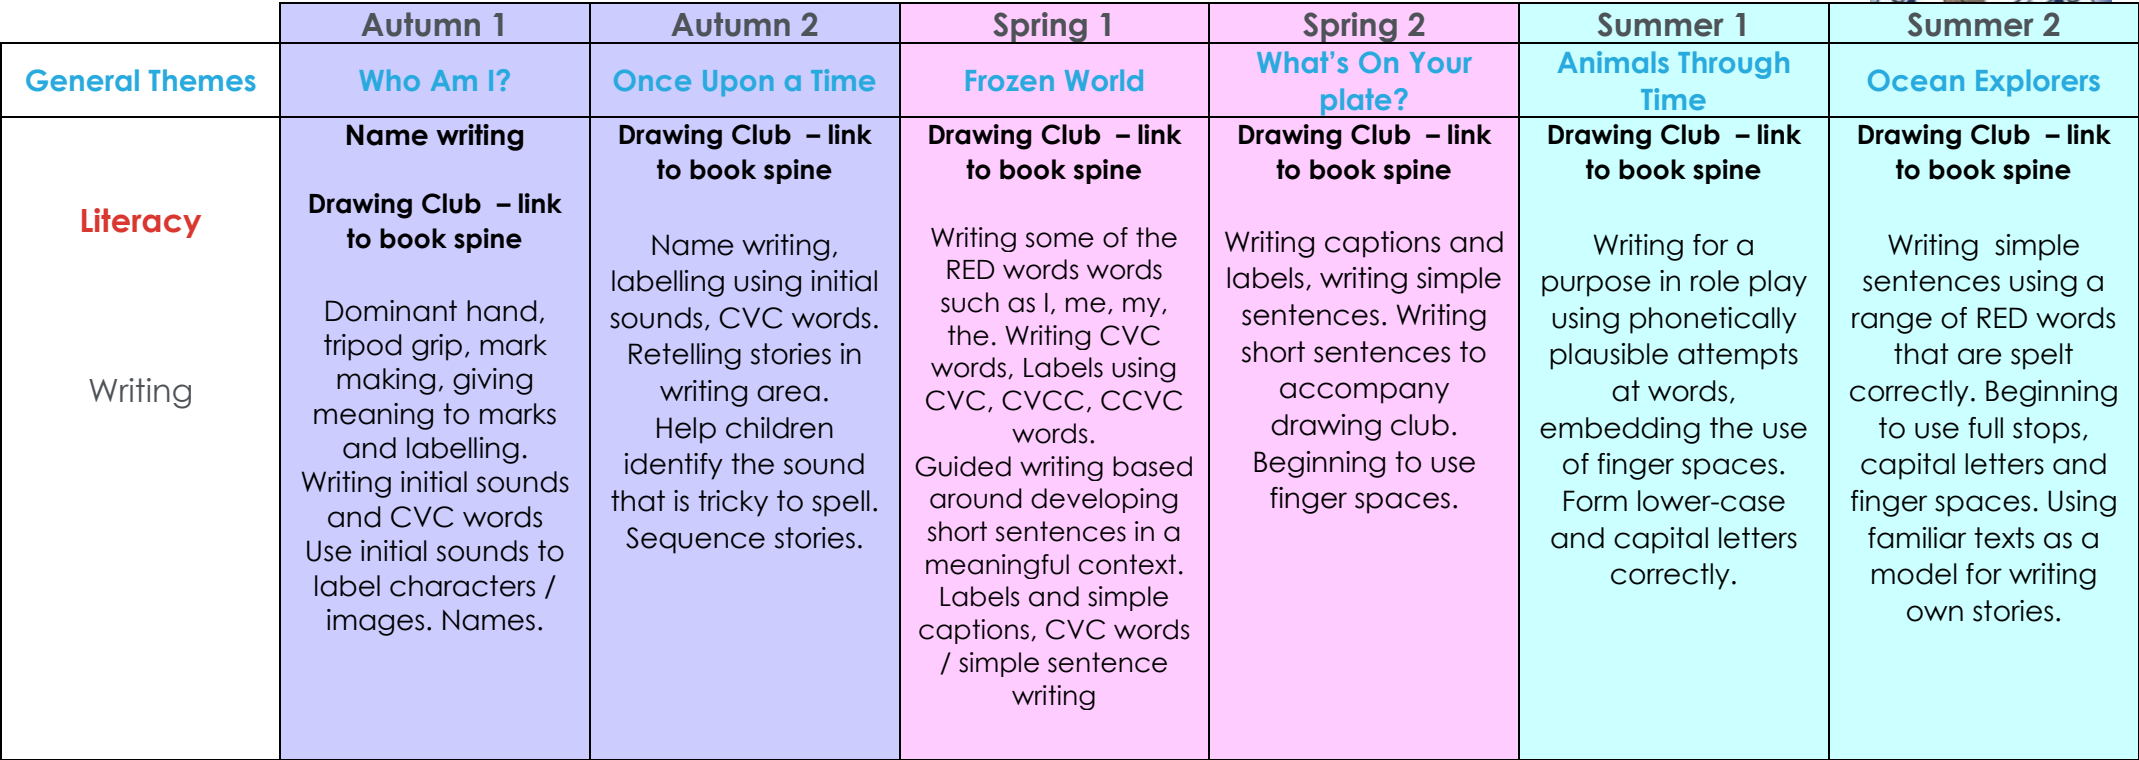 Autumn 1
Autumn 2
Spring 1
Spring 2
Summer 1
Summer 2
General Themes
Who Am I?
Once Upon a Time
Frozen World
What's On Your
plate?
Animals Through
Time
Ocean Explorers
Literacy
Writing
Name writing
Drawing Club – link
to book spine
Dominant hand,
tripod grip, mark
making, giving
meaning to marks
and labelling.
Writing initial sounds
and CVC words
Use initial sounds to
label characters /
images. Names.
Drawing Club – link
to book spine
Name writing,
labelling using initial
sounds, CVC words.
Retelling stories in
writing area.
Help children
identify the sound
that is tricky to spell.
Sequence stories.
Drawing Club – link
to book spine
Writing some of the
RED words words
such as I, me, my,
the. Writing CVC
words, Labels using
CVC, CVCC, CCVC
words.
Guided writing based
around developing
short sentences in a
meaningful context.
Labels and simple
captions, CVC words
/ simple sentence
writing
Drawing Club – link
to book spine
Writing captions and
labels, writing simple
sentences. Writing
short sentences to
accompany
drawing club.
Beginning to use
finger spaces.
Drawing Club – link
to book spine
Writing for a
purpose in role play
using phonetically
plausible attempts
at words,
embedding the use
of finger spaces.
Form lower-case
and capital letters
correctly.
Drawing Club – link
to book spine
Writing simple
sentences using a
range of RED words
that are spelt
correctly. Beginning
to use full stops,
capital letters and
finger spaces. Using
familiar texts as a
model for writing
own stories.